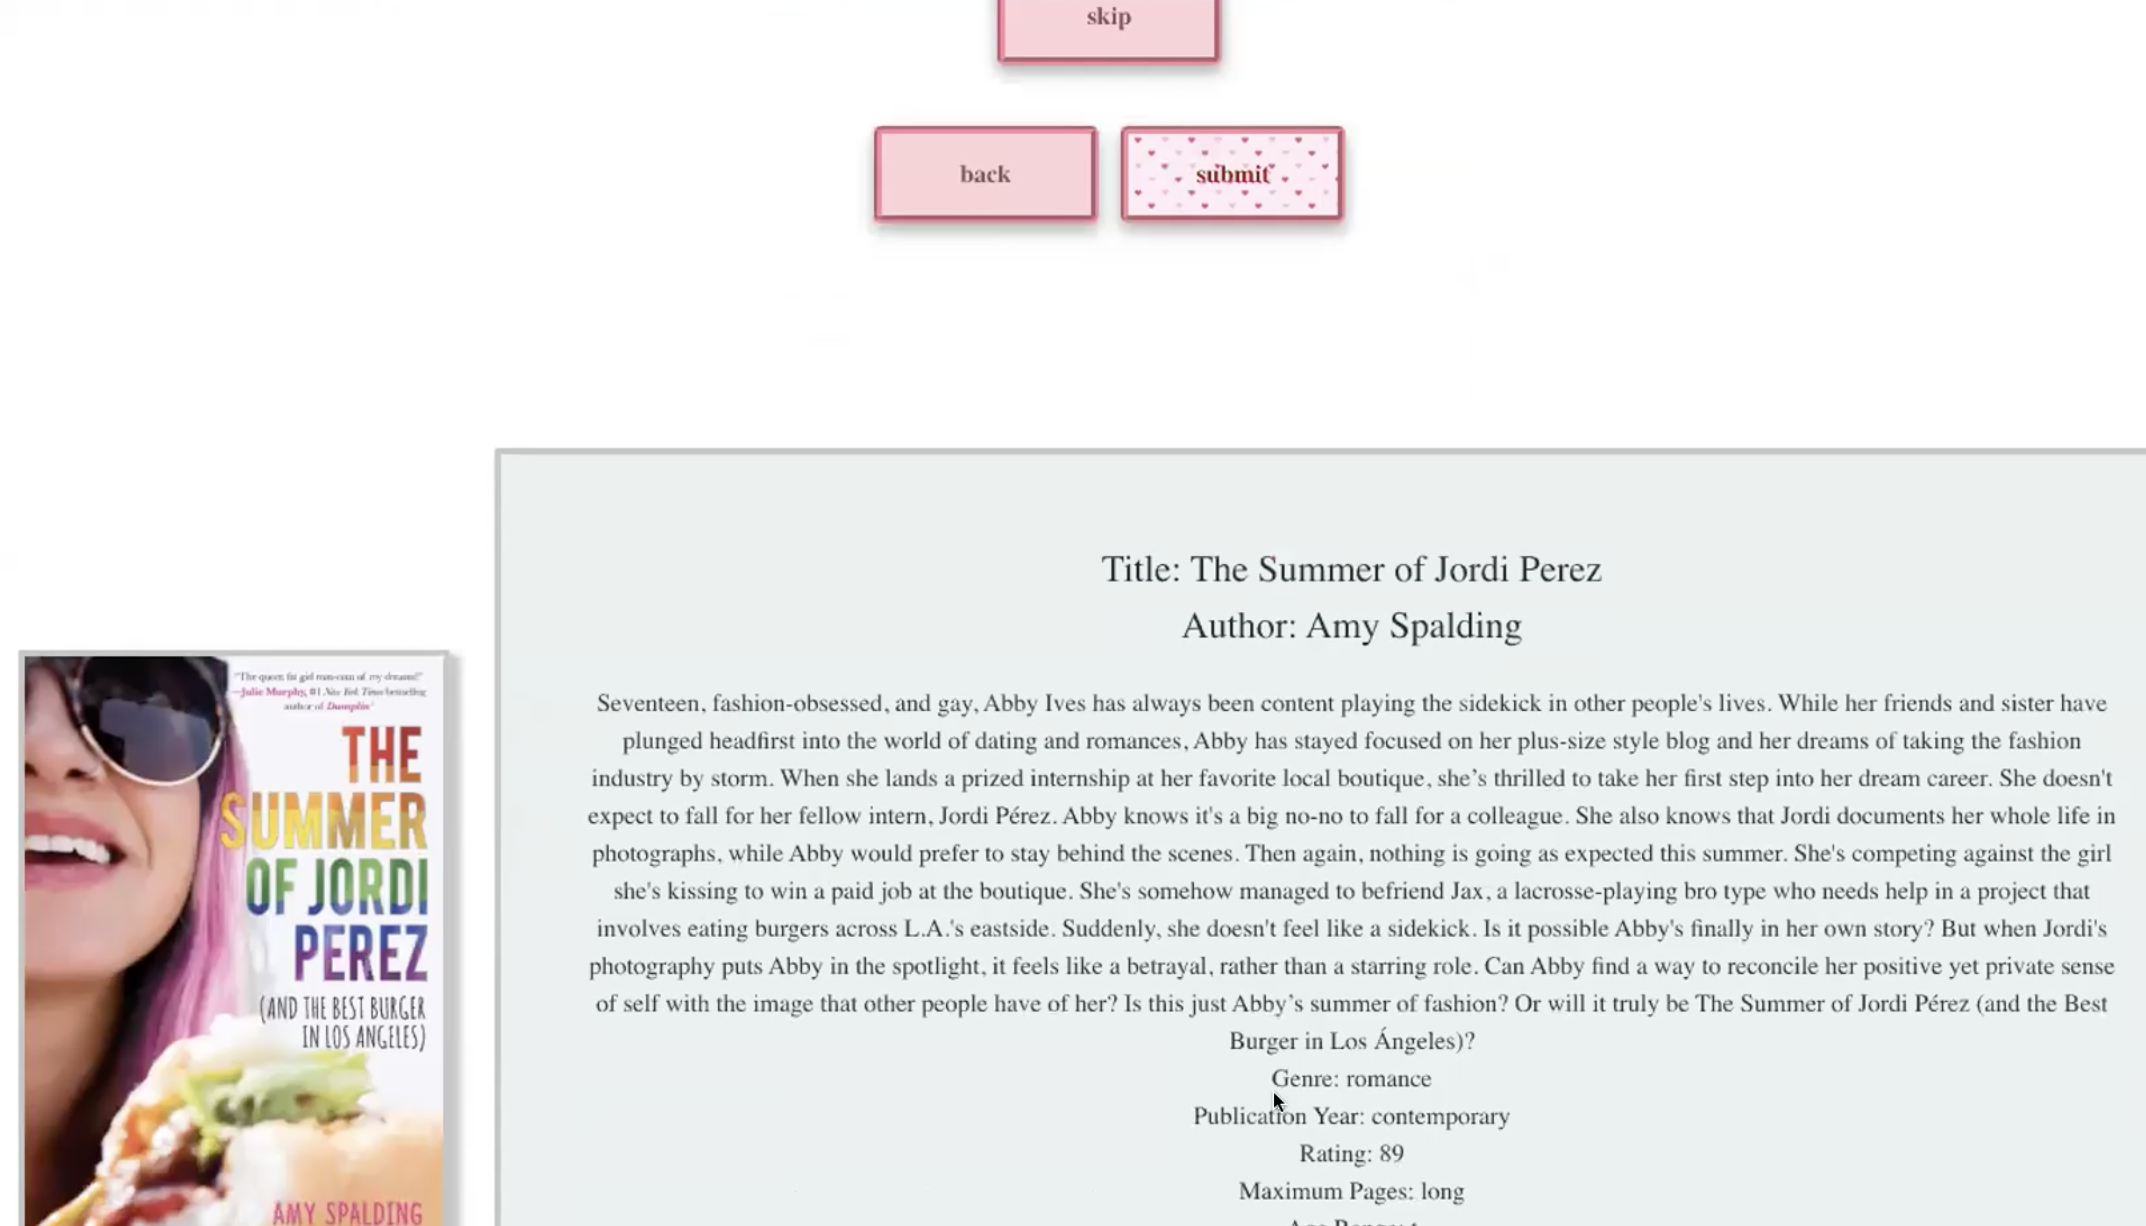 skip
back
submit
Title: The Summer of Jordi Perez
Author: Amy Spalding
Seventeen, fashion-obsessed, and gay, Abby Ives has always been content playing the sidekick in other people's lives. While her friends and sister have
plunged headfirst into the world of dating and romances, Abby has stayed focused on her plus-size style blog and her dreams of taking the fashion
industry by storm. When she lands a prized internship at her favorite local boutique, she’s thrilled to take her first step into her dream career. She doesn't
expect to fall for her fellow intern, Jordi Pérez. Abby knows it's a big no-no to fall for a colleague. She also knows that Jordi documents her whole life in
photographs, while Abby would prefer to stay behind the scenes. Then again, nothing is going as expected this summer. She's competing against the girl
she's kissing to win a paid job at the boutique. She's somehow managed to befriend Jax, a lacrosse-playing bro type who needs help in a project that
involves eating burgers across L.A.'s eastside. Suddenly, she doesn't feel like a sidekick. Is it possible Abby's finally in her own story? But when Jordi's
photography puts Abby in the spotlight, it feels like a betrayal, rather than a starring role. Can Abby find a way to reconcile her positive yet private sense
of self with the image that other people have of her? Is this just Abby’s summer of fashion? Or will it truly be The Summer of Jordi Pérez (and the Best
Burger in Los Ángeles)?
Genre: romance
Publication Year: contemporary
Rating: 89
Maximum Pages: long
"The queer, fat girl rom-com of my dreams!"
—Julie Murphy, #1 New York Times bestselling
author of Dumplin'
THE
SUMMER
OF JORDI
PEREZ
(AND THE BEST BURGER
IN LOS ANGELES)
AMY SPALDING